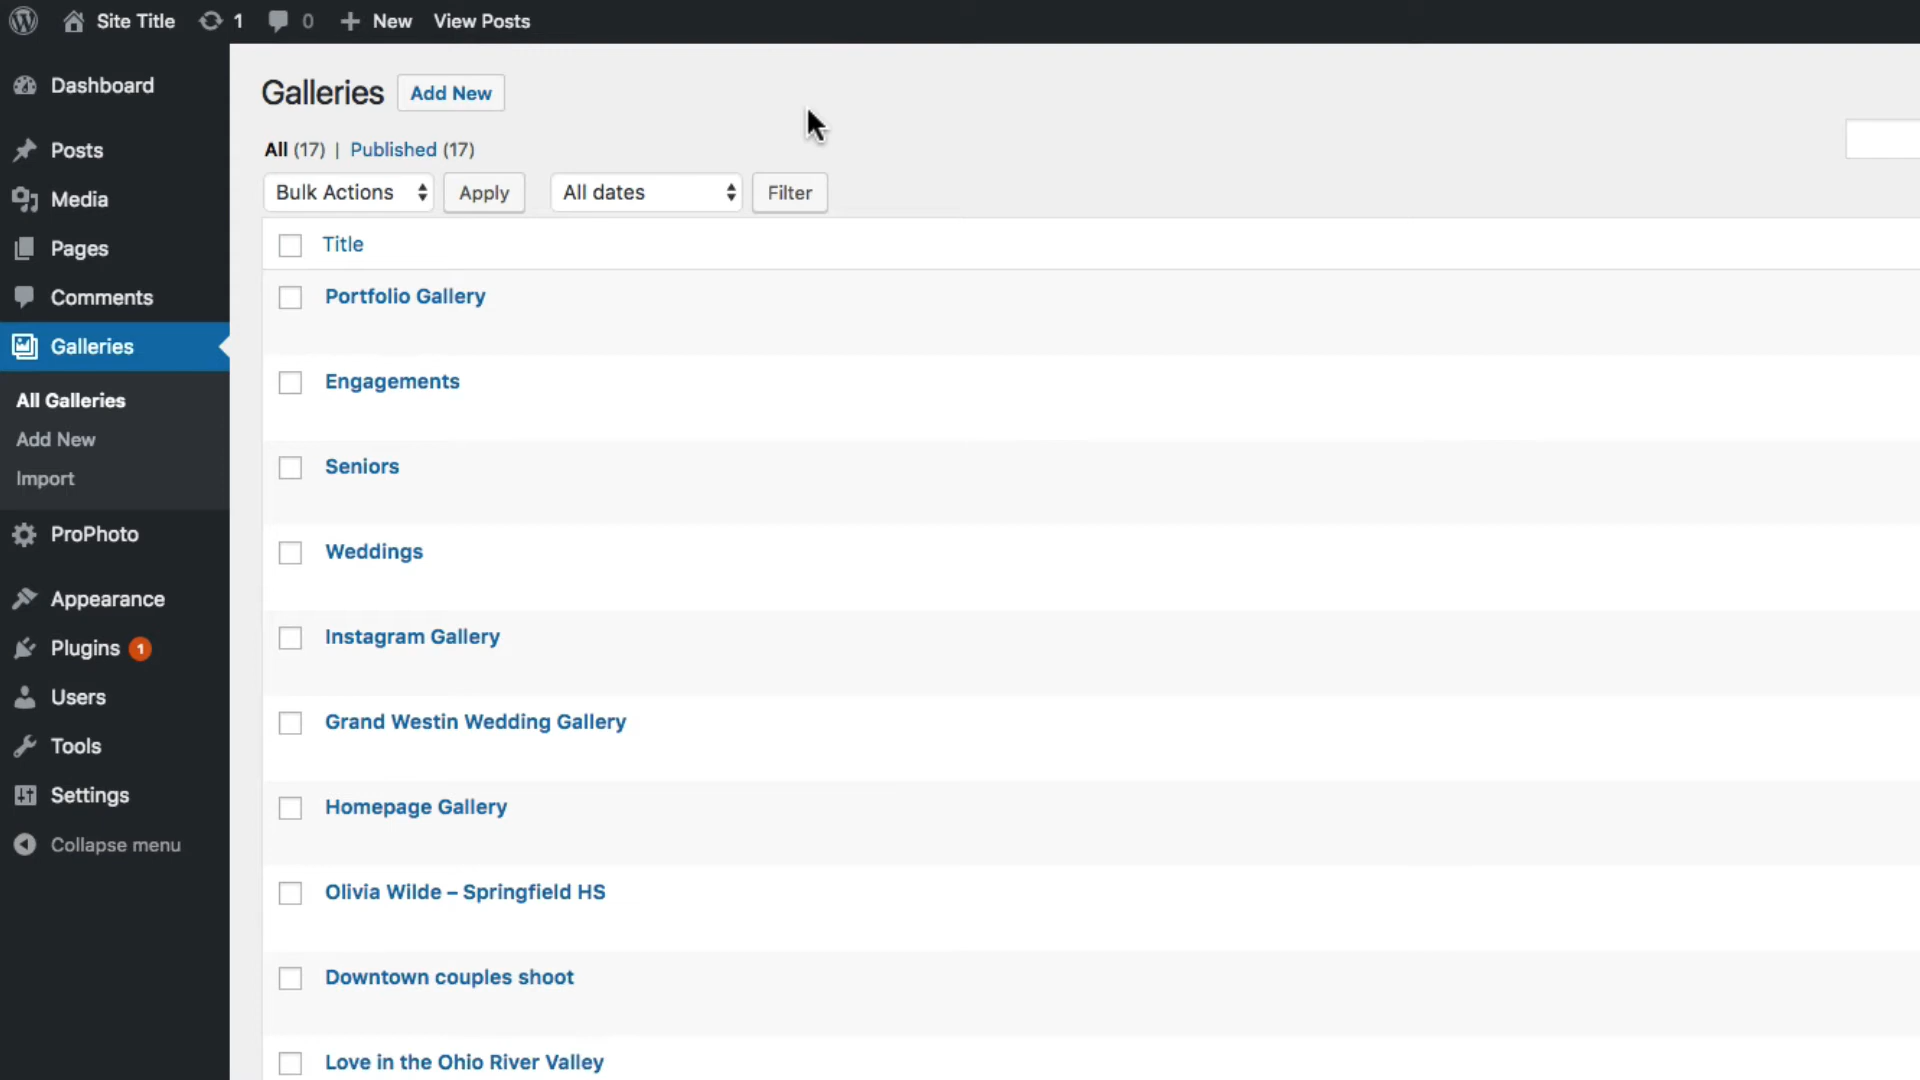 Site Title 1 0 New View Posts
Dashboard
Posts
Media
Pages
Comments
Galleries
All Galleries
Add New
Import
ProPhoto
Appearance
Plugins 1
Users
Tools
Settings
Collapse menu
Galleries Add New
All (17) | Published (17)
Bulk Actions Apply All dates Filter
Title
Portfolio Gallery
Engagements
Seniors
Weddings
Instagram Gallery
Grand Westin Wedding Gallery
Homepage Gallery
Olivia Wilde – Springfield HS
Downtown couples shoot
Love in the Ohio River Valley